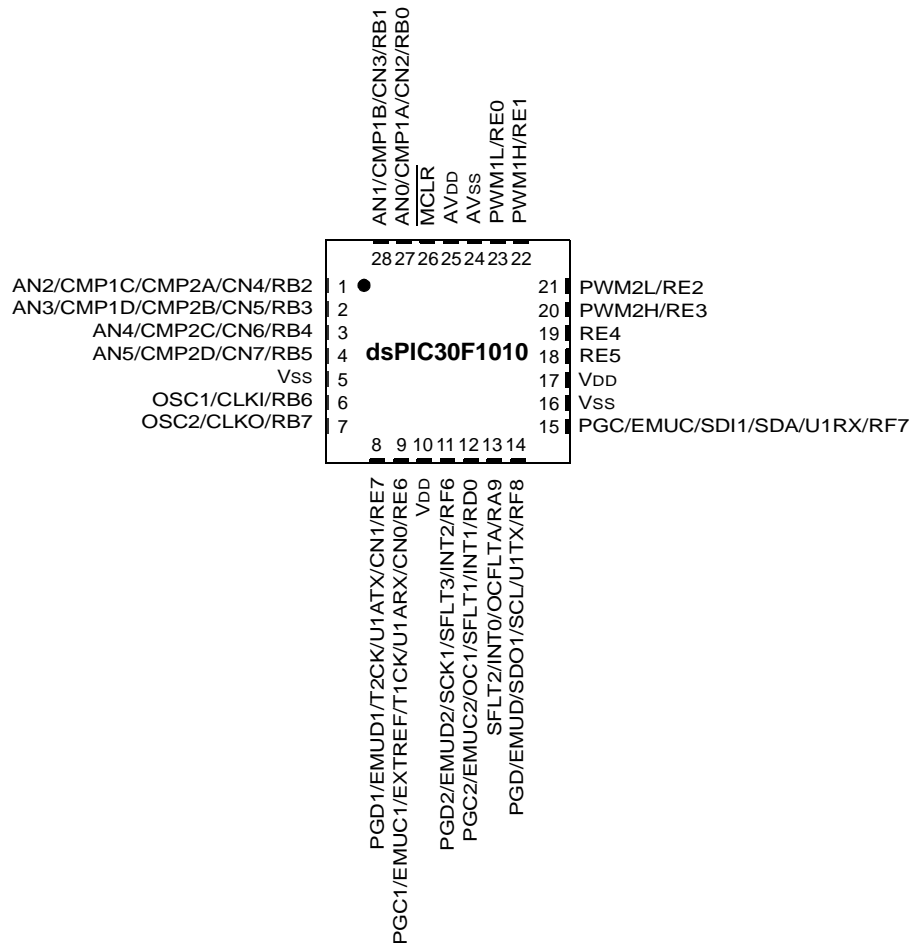 AN1/CMP1B/CN3/RB1
AN0/CMP1A/CN2/RB0
MCLR
AVDD
AVSS
PWM1L/RE0
PWM1H/RE1
28 27 26 25 24 23 22
AN2/CMP1C/CMP2A/CN4/RB2 1
AN3/CMP1D/CMP2B/CN5/RB3 2
AN4/CMP2C/CN6/RB4 3
AN5/CMP2D/CN7/RB5 4
VSS 5
OSC1/CLKI/RB6 6
OSC2/CLKO/RB7 7
dsPIC30F1010
21 PWM2L/RE2
20 PWM2H/RE3
19 RE4
18 RE5
17 VDD
16 VSS
15 PGC/EMUC/SDI1/SDA/U1RX/RF7
8 9 10 11 12 13 14
PGD1/EMUD1/T2CK/U1ATX/CN1/RE7
PGC1/EMUC1/EXTREF/T1CK/U1ARX/CN0/RE6
VDD
PGD2/EMUD2/SCK1/SFLT3/INT2/RF6
PGC2/EMUC2/OC1/SFLT1/INT1/RD0
SFLT2/INT0/OCFLTA/RA9
PGD/EMUD/SDO1/SCL/U1TX/RF8